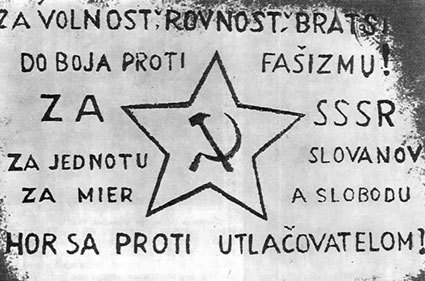 ZA VOLNOSŤ, ROVNOSŤ, BRATS
DO BOJA PROTI FAŠIZMU!
ZA SSSR
ZA JEDNOTU SLOVANOV
ZA MIER A SLOBODU
HOR SA PROTI UTLAČOVATELOM!